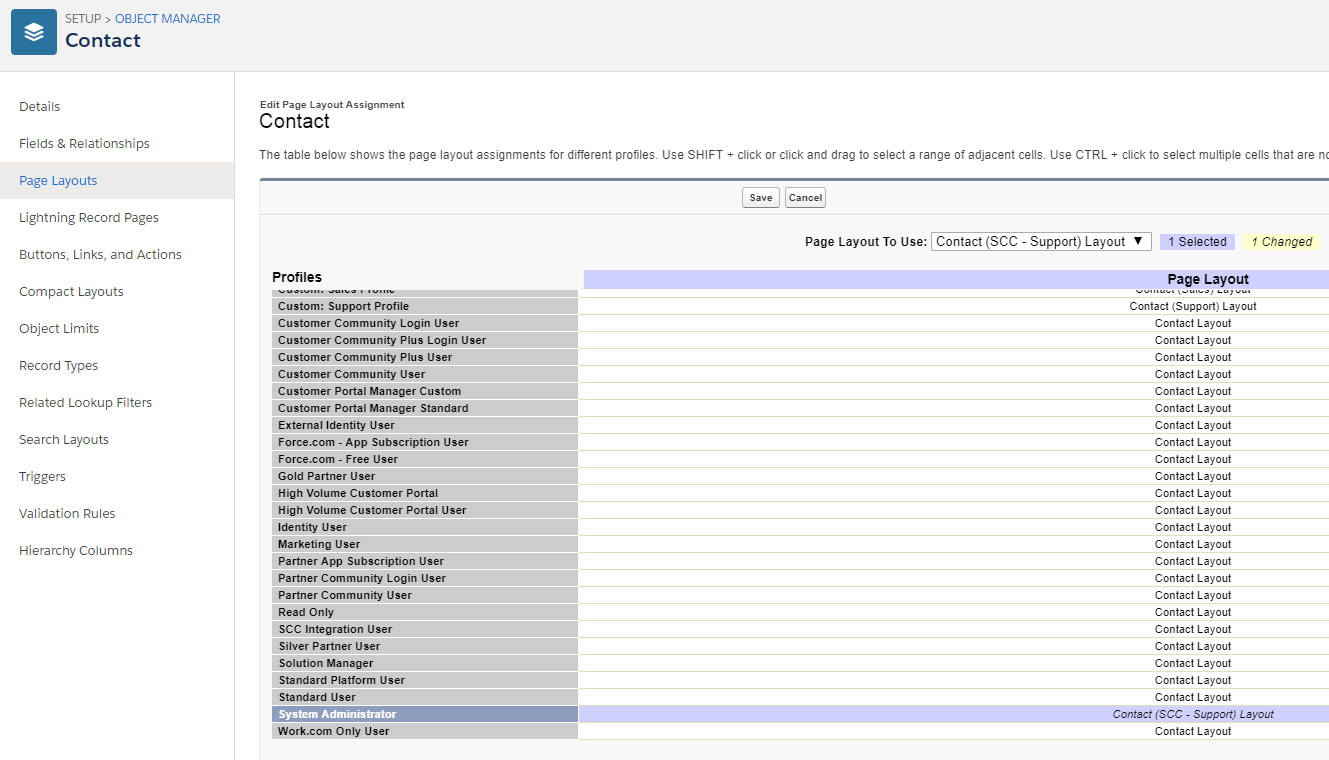 SETUP > OBJECT MANAGER
Contact
Details
Fields & Relationships
Page Layouts
Lightning Record Pages
Buttons, Links, and Actions
Compact Layouts
Object Limits
Record Types
Related Lookup Filters
Search Layouts
Triggers
Validation Rules
Hierarchy Columns
Edit Page Layout Assignment
Contact
The table below shows the page layout assignments for different profiles. Use SHIFT + click or click and drag to select a range of adjacent cells. Use CTRL + click to select multiple cells that are
Save Cancel
Page Layout To Use: Contact (SCC - Support) Layout ▼ 1 Selected 1 Changed
Profiles Page Layout
Custom: Sales Profile Contact (Sales) Layout
Custom: Support Profile Contact (Support) Layout
Customer Community Login User Contact Layout
Customer Community Plus Login User Contact Layout
Customer Community Plus User Contact Layout
Customer Community User Contact Layout
Customer Portal Manager Custom Contact Layout
Customer Portal Manager Standard Contact Layout
External Identity User Contact Layout
Force.com - App Subscription User Contact Layout
Force.com - Free User Contact Layout
Gold Partner User Contact Layout
High Volume Customer Portal Contact Layout
High Volume Customer Portal User Contact Layout
Identity User Contact Layout
Marketing User Contact Layout
Partner App Subscription User Contact Layout
Partner Community Login User Contact Layout
Partner Community User Contact Layout
Read Only Contact Layout
SCC Integration User Contact Layout
Silver Partner User Contact Layout
Solution Manager Contact Layout
Standard Platform User Contact Layout
Standard User Contact Layout
System Administrator Contact (SCC - Support) Layout
Work.com Only User Contact Layout